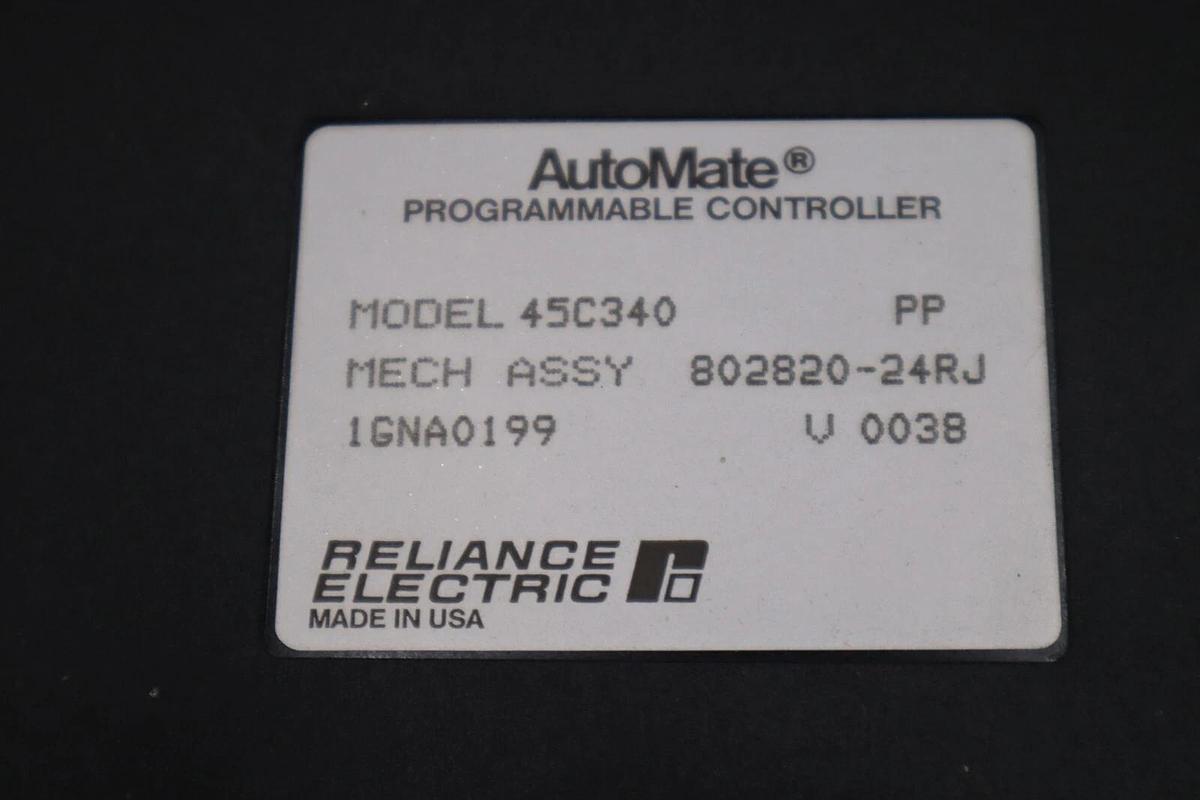 AutoMate®
PROGRAMMABLE CONTROLLER
MODEL 45C340 PP
MECH ASSY 802820-24RJ
1GNA0199 V 0038
RELIANCE
ELECTRIC
MADE IN USA